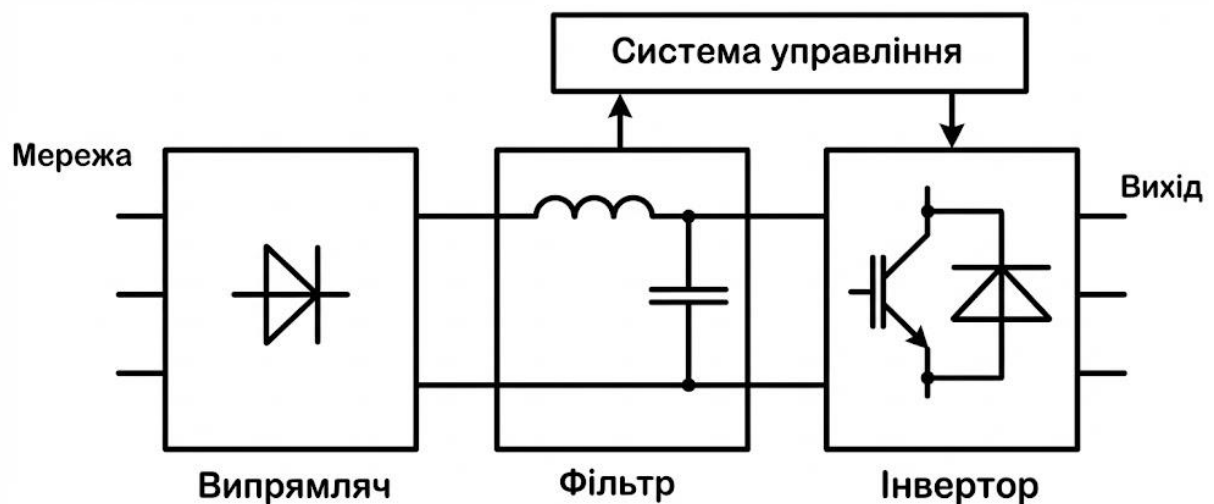 Система управління
Мережа
Вихід
Випрямляч
Фільтр
Інвертор